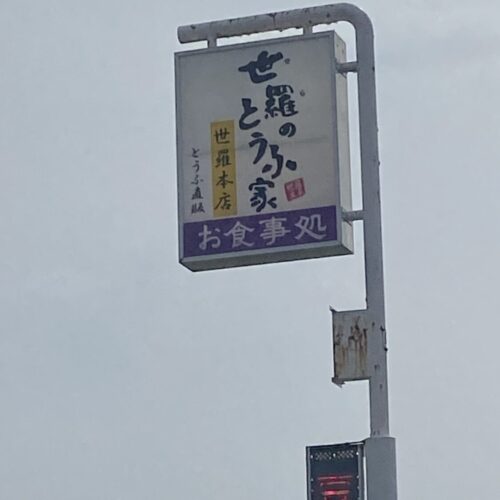 世羅の
とうふ家
世羅本店
とうふ直販
お食事処